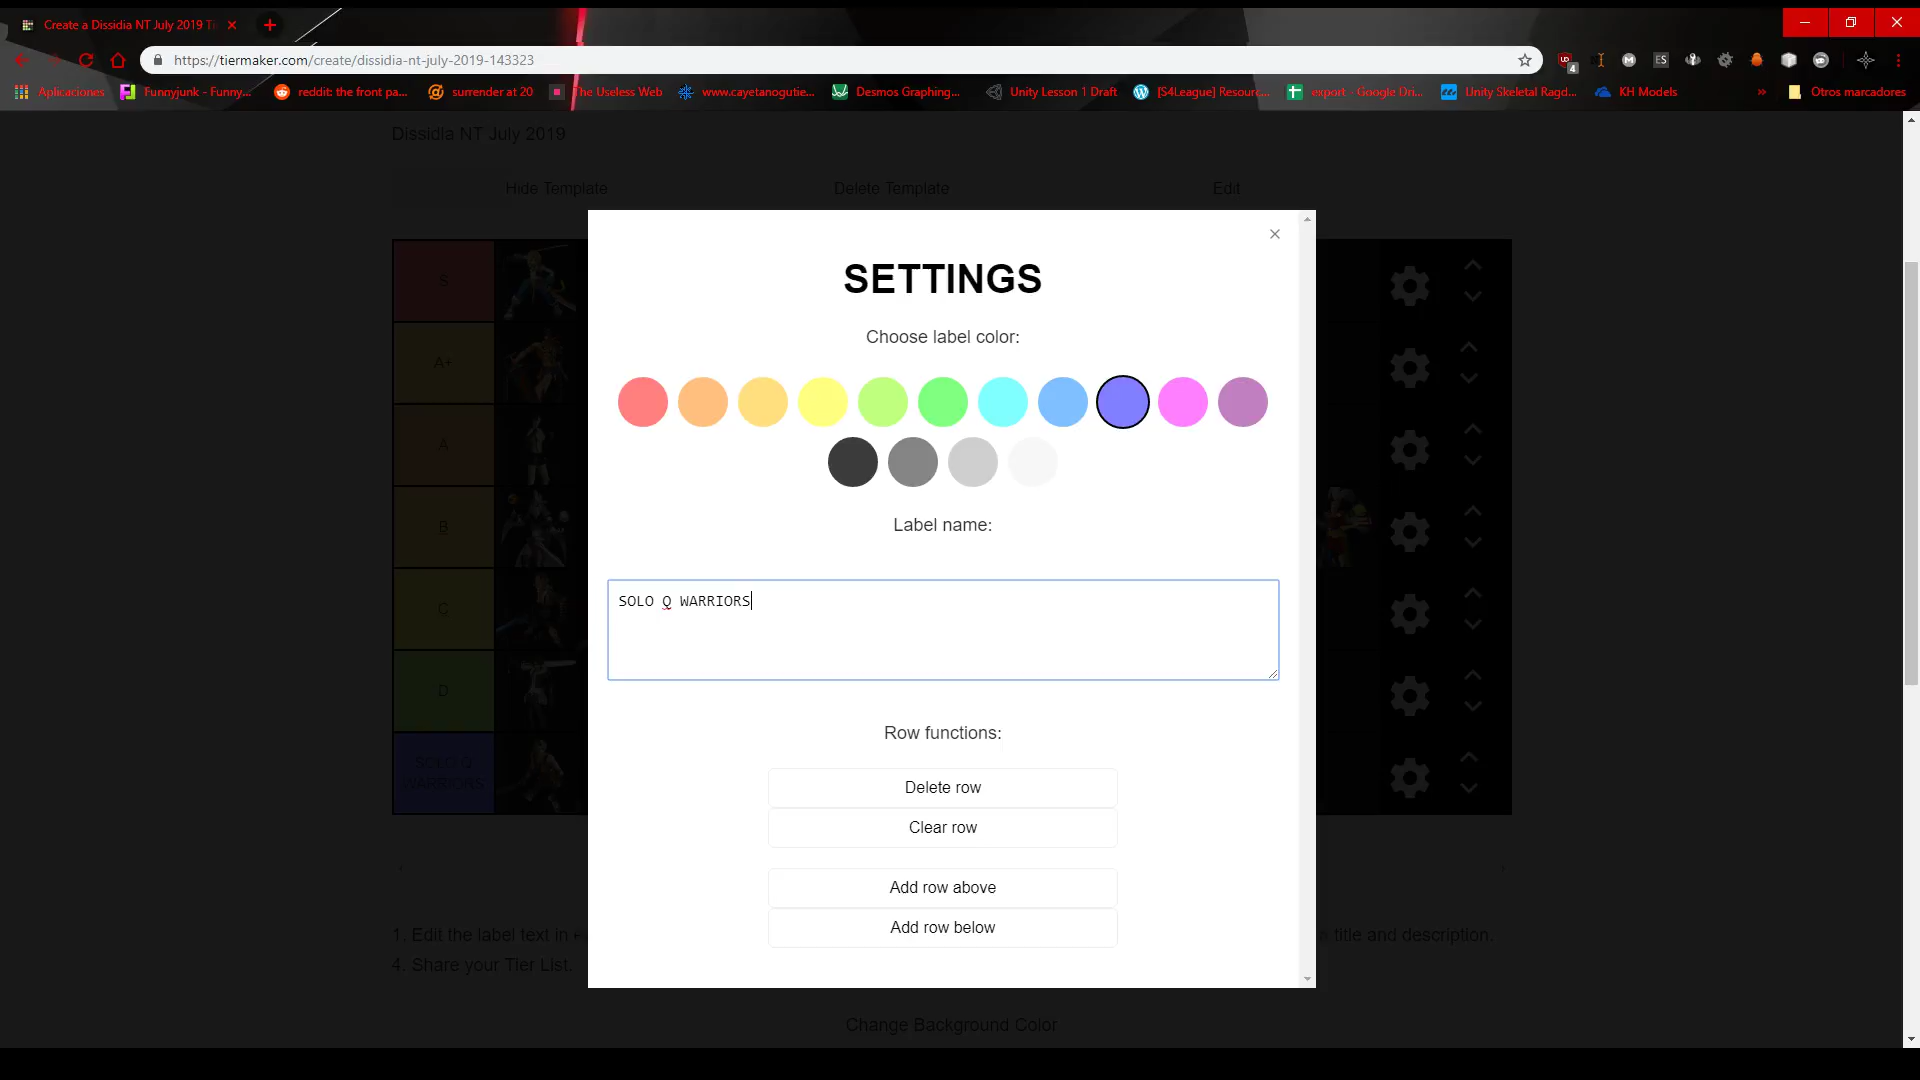 Create a Dissidia NT July 2019 Ti
https://tiermaker.com/create/dissidia-nt-july-2019-143323
4
ES
Aplicaciones
Funnyjunk - Funny...
reddit: the front pa...
surrender at 20
The Useless Web
www.cayetanogutie...
Desmos Graphing...
Unity Lesson 1 Draft
[S4League] Resourc...
export - Google Dri...
Unity Skeletal Ragd...
KH Models
»
Otros marcadores
Dissidia NT July 2019
Hide Template
Delete Template
Edit
S
A+
A
B
C
D
SOLO Q
WARRIORS
×
SETTINGS
Choose label color:
Label name:
SOLO Q WARRIORS
Row functions:
Delete row
Clear row
Add row above
Add row below
1. Edit the label text in
title and description.
4. Share your Tier List.
Change Background Color